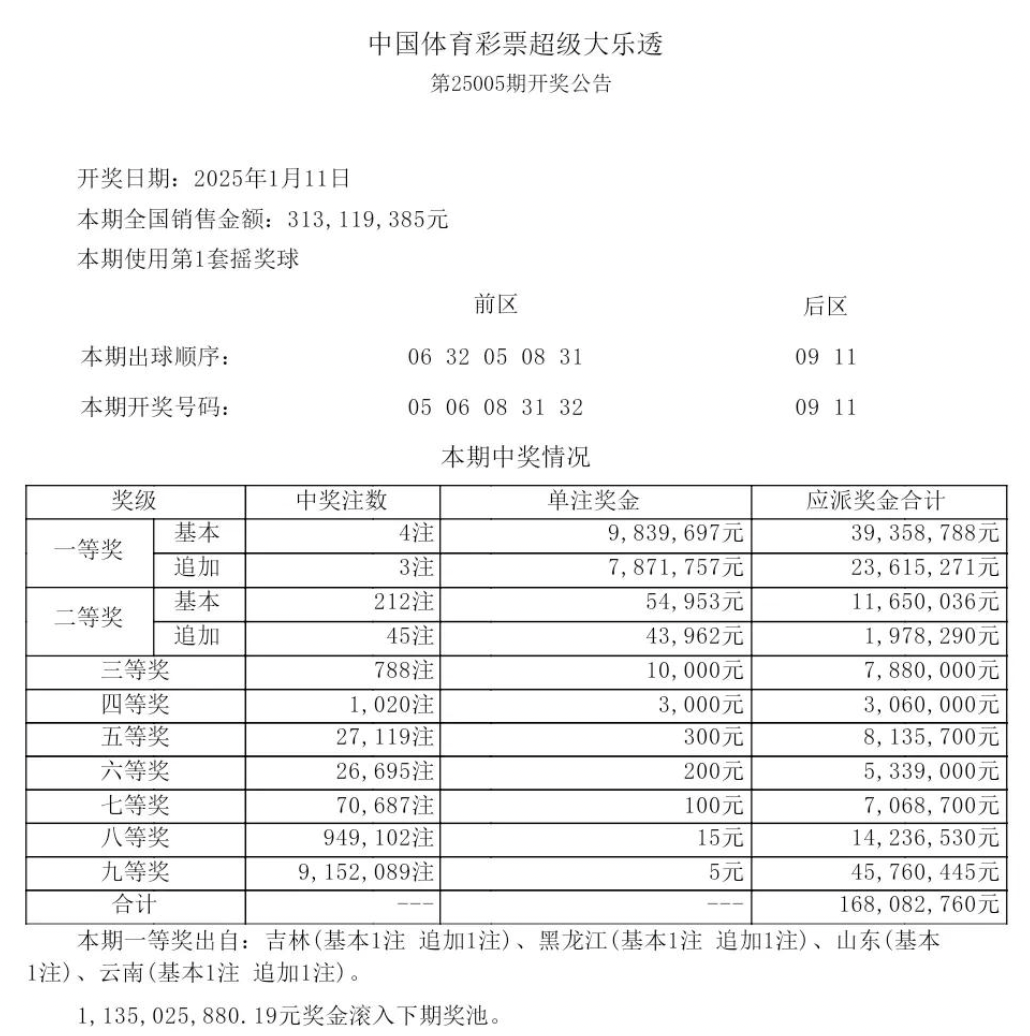 中国体育彩票超级大乐透
第25005期开奖公告
开奖日期：2025年1月11日
本期全国销售金额：313,119,385元
本期使用第1套摇奖球
前区 后区
本期出球顺序： 06 32 05 08 31 09 11
本期开奖号码： 05 06 08 31 32 09 11
本期中奖情况
奖级 中奖注数 单注奖金 应派奖金合计
一等奖 基本 4注 9,839,697元 39,358,788元
追加 3注 7,871,757元 23,615,271元
二等奖 基本 212注 54,953元 11,650,036元
追加 45注 43,962元 1,978,290元
三等奖 788注 10,000元 7,880,000元
四等奖 1,020注 3,000元 3,060,000元
五等奖 27,119注 300元 8,135,700元
六等奖 26,695注 200元 5,339,000元
七等奖 70,687注 100元 7,068,700元
八等奖 949,102注 15元 14,236,530元
九等奖 9,152,089注 5元 45,760,445元
合计 --- --- 168,082,760元
本期一等奖出自：吉林(基本1注 追加1注)、黑龙江(基本1注 追加1注)、山东(基本
1注)、云南(基本1注 追加1注)。
1,135,025,880.19元奖金滚入下期奖池。